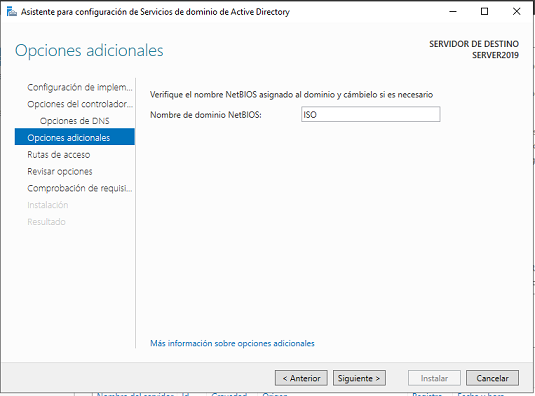 Asistente para configuración de Servicios de dominio de Active Directory
Opciones adicionales
SERVIDOR DE DESTINO
SERVER2019
Configuración de implem...
Opciones del controlador...
Opciones de DNS
Opciones adicionales
Rutas de acceso
Revisar opciones
Comprobación de requisi...
Instalación
Resultado
Verifique el nombre NetBIOS asignado al dominio y cámbielo si es necesario
Nombre de dominio NetBIOS: ISO
Más información sobre opciones adicionales
< Anterior Siguiente > Instalar Cancelar